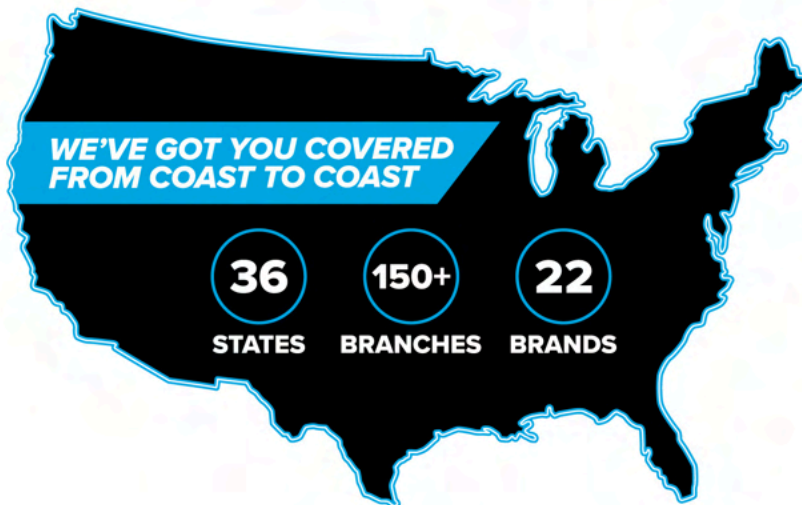 WE'VE GOT YOU COVERED
FROM COAST TO COAST
36
STATES
150+
BRANCHES
22
BRANDS